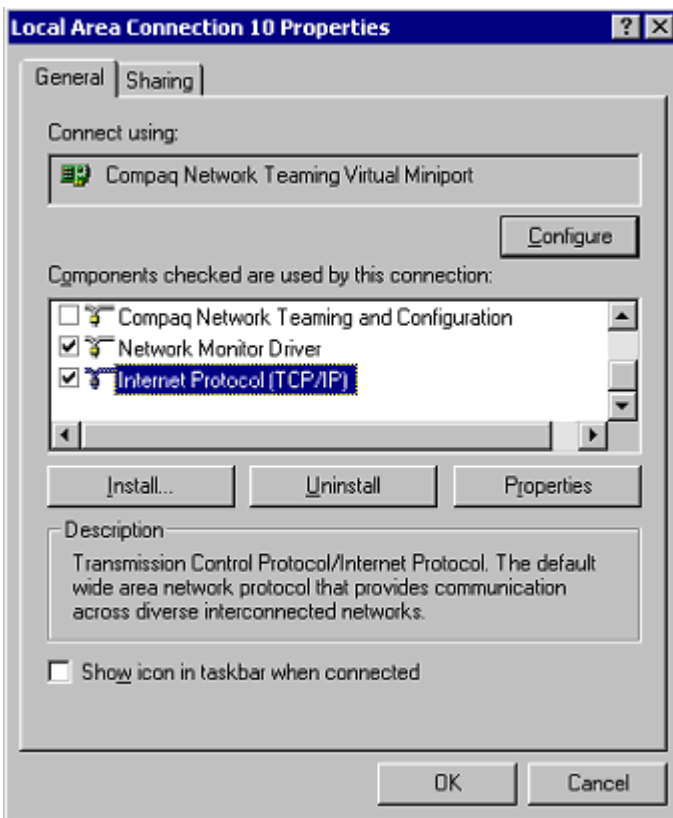 Local Area Connection 10 Properties
General Sharing
Connect using:
Compaq Network Teaming Virtual Miniport
Configure
Components checked are used by this connection:
Compaq Network Teaming and Configuration
Network Monitor Driver
Internet Protocol (TCP/IP)
Install... Uninstall Properties
Description
Transmission Control Protocol/Internet Protocol. The default
wide area network protocol that provides communication
across diverse interconnected networks.
Show icon in taskbar when connected
OK Cancel